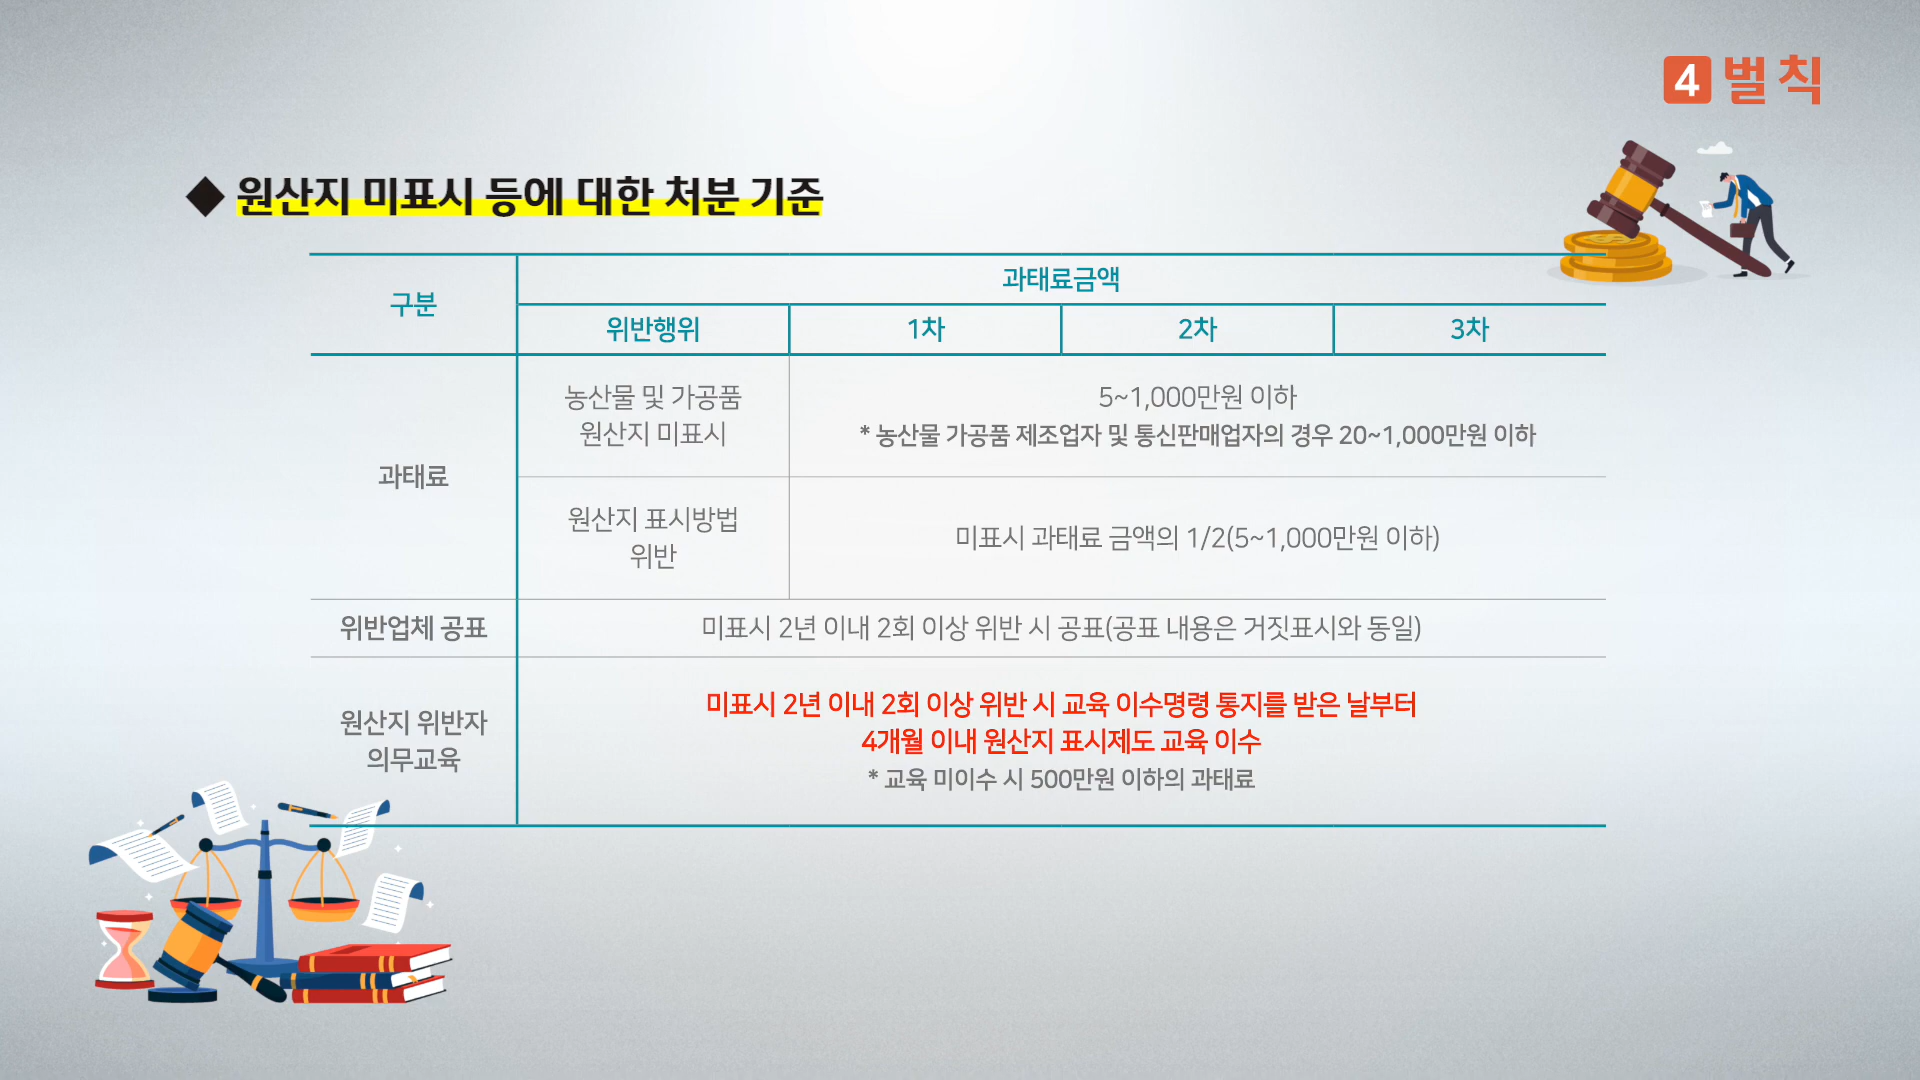 4 벌칙
◆ 원산지 미표시 등에 대한 처분 기준
구분
과태료금액
위반행위
1차
2차
3차
과태료
농산물 및 가공품
원산지 미표시
5~1,000만원 이하
* 농산물 가공품 제조업자 및 통신판매업자의 경우 20~1,000만원 이하
원산지 표시방법
위반
미표시 과태료 금액의 1/2(5~1,000만원 이하)
위반업체 공표
미표시 2년 이내 2회 이상 위반 시 공표(공표 내용은 거짓표시와 동일)
원산지 위반자
의무교육
미표시 2년 이내 2회 이상 위반 시 교육 이수명령 통지를 받은 날부터
4개월 이내 원산지 표시제도 교육 이수
* 교육 미이수 시 500만원 이하의 과태료